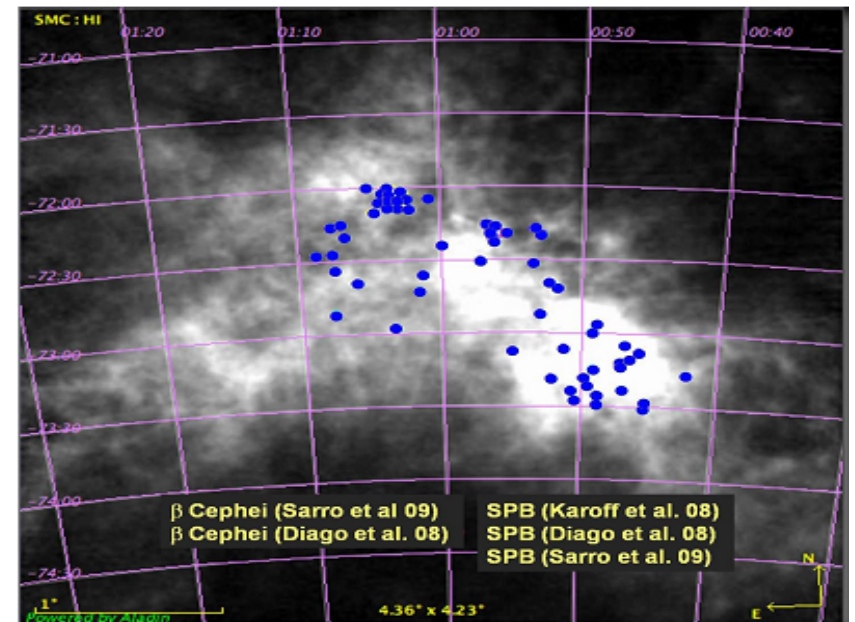 SMC : HI
01:20 01:10 01:00 00:50 00:40
-71:00
-71:30
-72:00
-72:30
-73:00
-73:30
-74:00
-74:30
β Cephei (Sarro et al 09)
β Cephei (Diago et al. 08)
SPB (Karoff et al. 08)
SPB (Diago et al. 08)
SPB (Sarro et al. 09)
N
E
1°
4.36° x 4.23°
Powered by Aladin